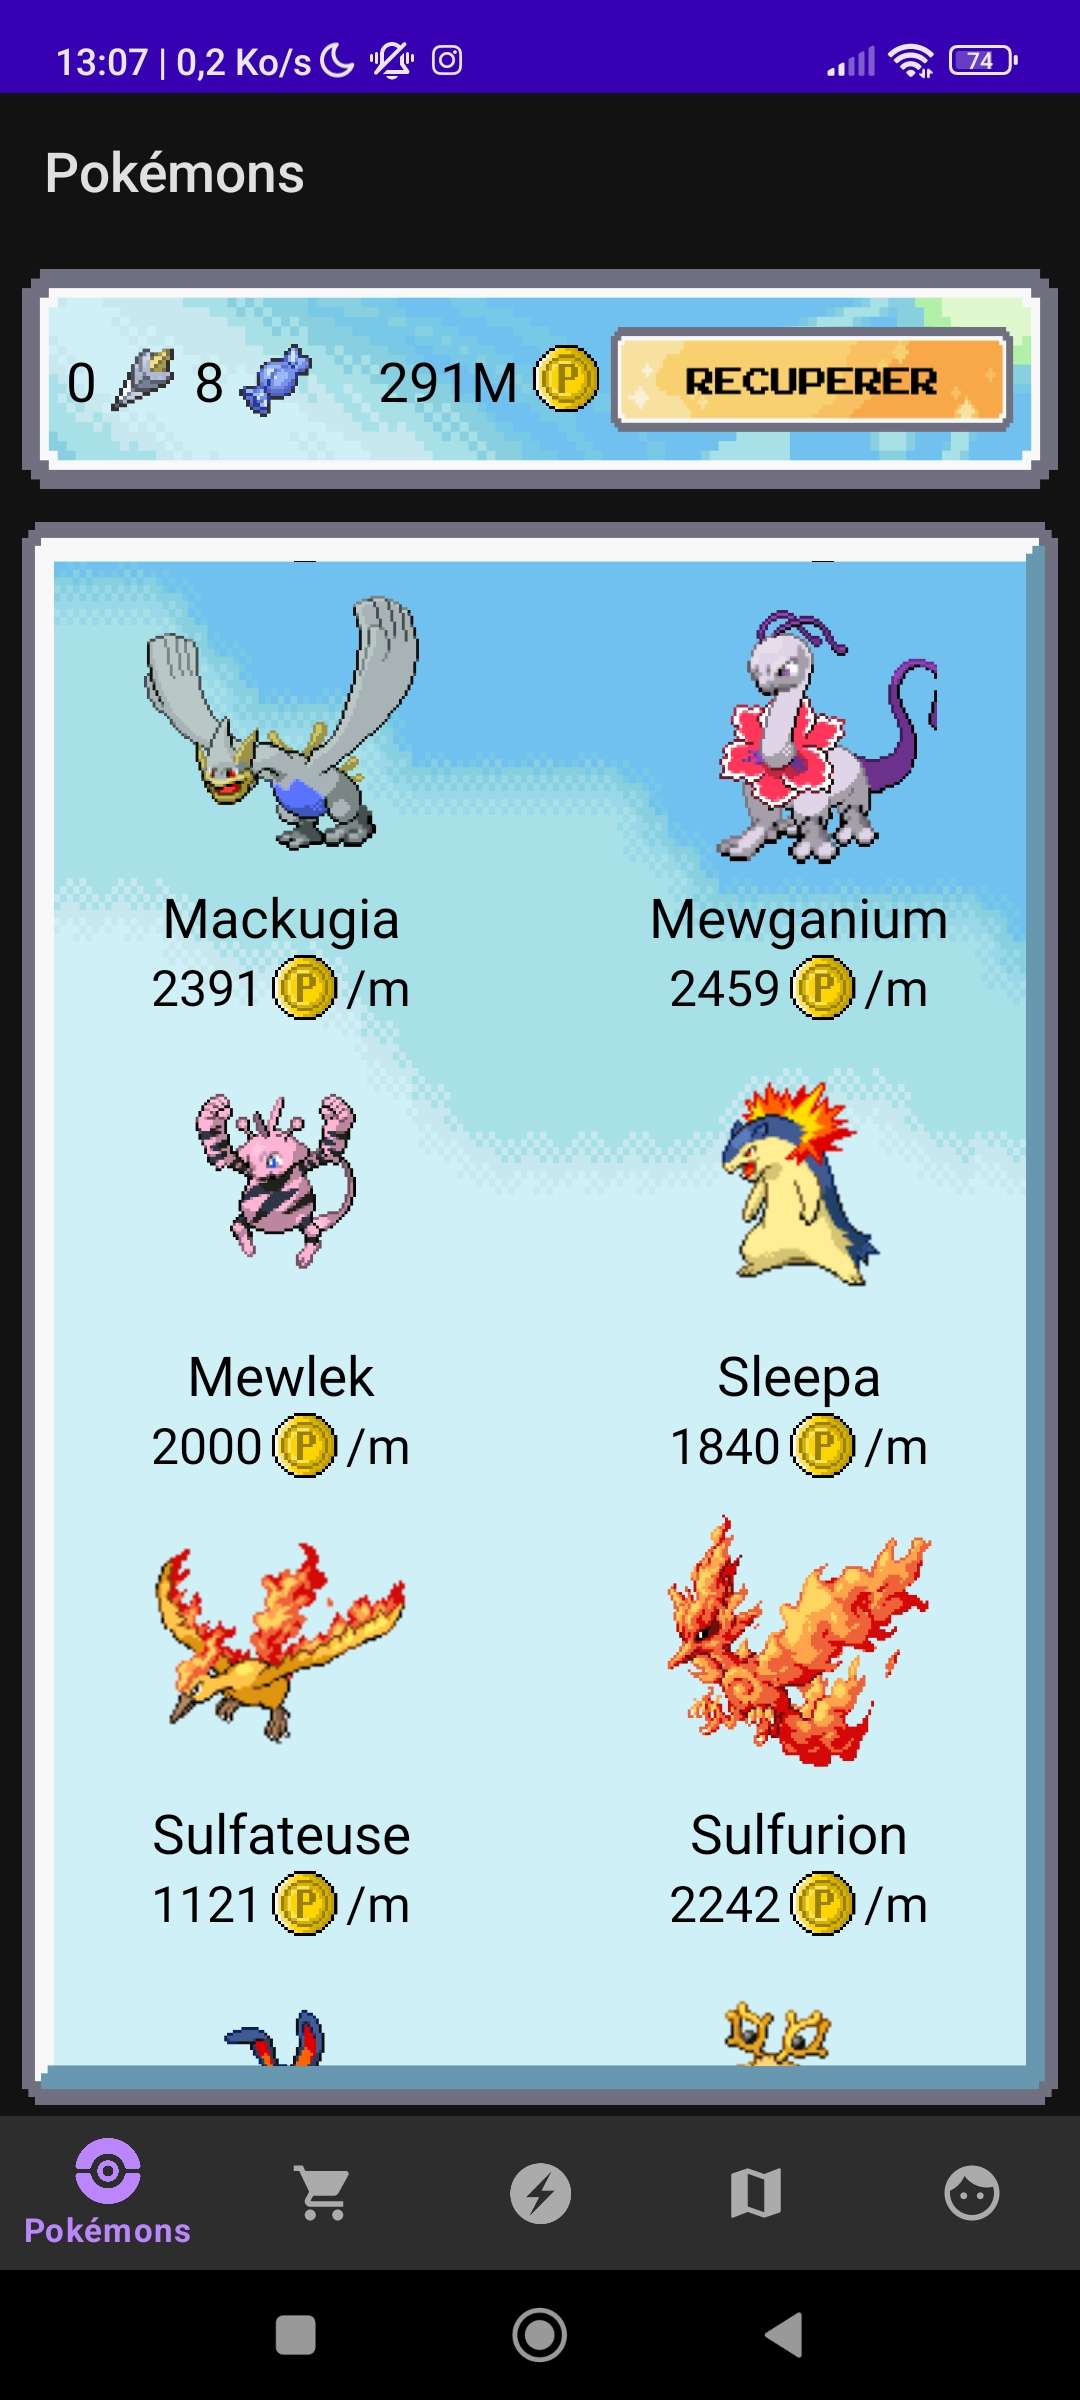 13:07 | 0,2 Ko/s 74
Pokémons
0 8 291M P RECUPERER
Mackugia Mewganium
2391 P /m 2459 P /m
Mewlek Sleepa
2000 P /m 1840 P /m
Sulfateuse Sulfurion
1121 P /m 2242 P /m
Pokémons